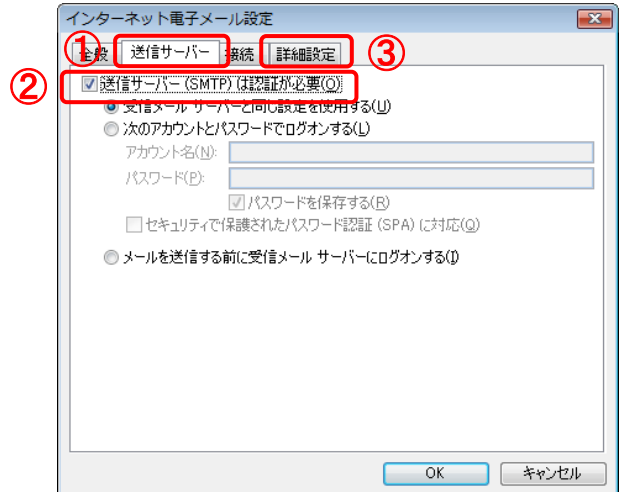 インターネット電子メール設定
① 全般 送信サーバー 接続 詳細設定 ③
② 送信サーバー (SMTP) は認証が必要(O)
受信メール サーバーと同じ設定を使用する(U)
次のアカウントとパスワードでログオンする(L)
アカウント名(N):
パスワード(P):
パスワードを保存する(R)
セキュリティで保護されたパスワード認証 (SPA) に対応(Q)
メールを送信する前に受信メール サーバーにログオンする(I)
OK キャンセル